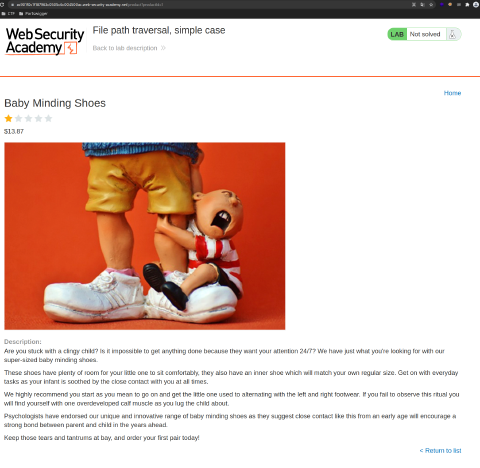 CTF
Portswigger
Web Security
Academy
File path traversal, simple case
Back to lab description
LAB Not solved
Home
Baby Minding Shoes
$13.87
Description:
Are you stuck with a clingy child? Is it impossible to get anything done because they want your attention 24/7? We have just what you're looking for with our
super-sized baby minding shoes.
These shoes have plenty of room for your little one to sit comfortably, they also have an inner shoe which will match your own regular size. Get on with everyday
tasks as your infant is soothed by the close contact with you at all times.
We highly recommend you start as you mean to go on and get the little one used to alternating with the left and right footwear. If you fail to observe this ritual you
will find yourself with one overdeveloped calf muscle as you lug the child about.
Psychologists have endorsed our unique and innovative range of baby minding shoes as they suggest close contact like this from an early age will encourage a
strong bond between parent and child in the years ahead.
Keep those tears and tantrums at bay, and order your first pair today!
< Return to list